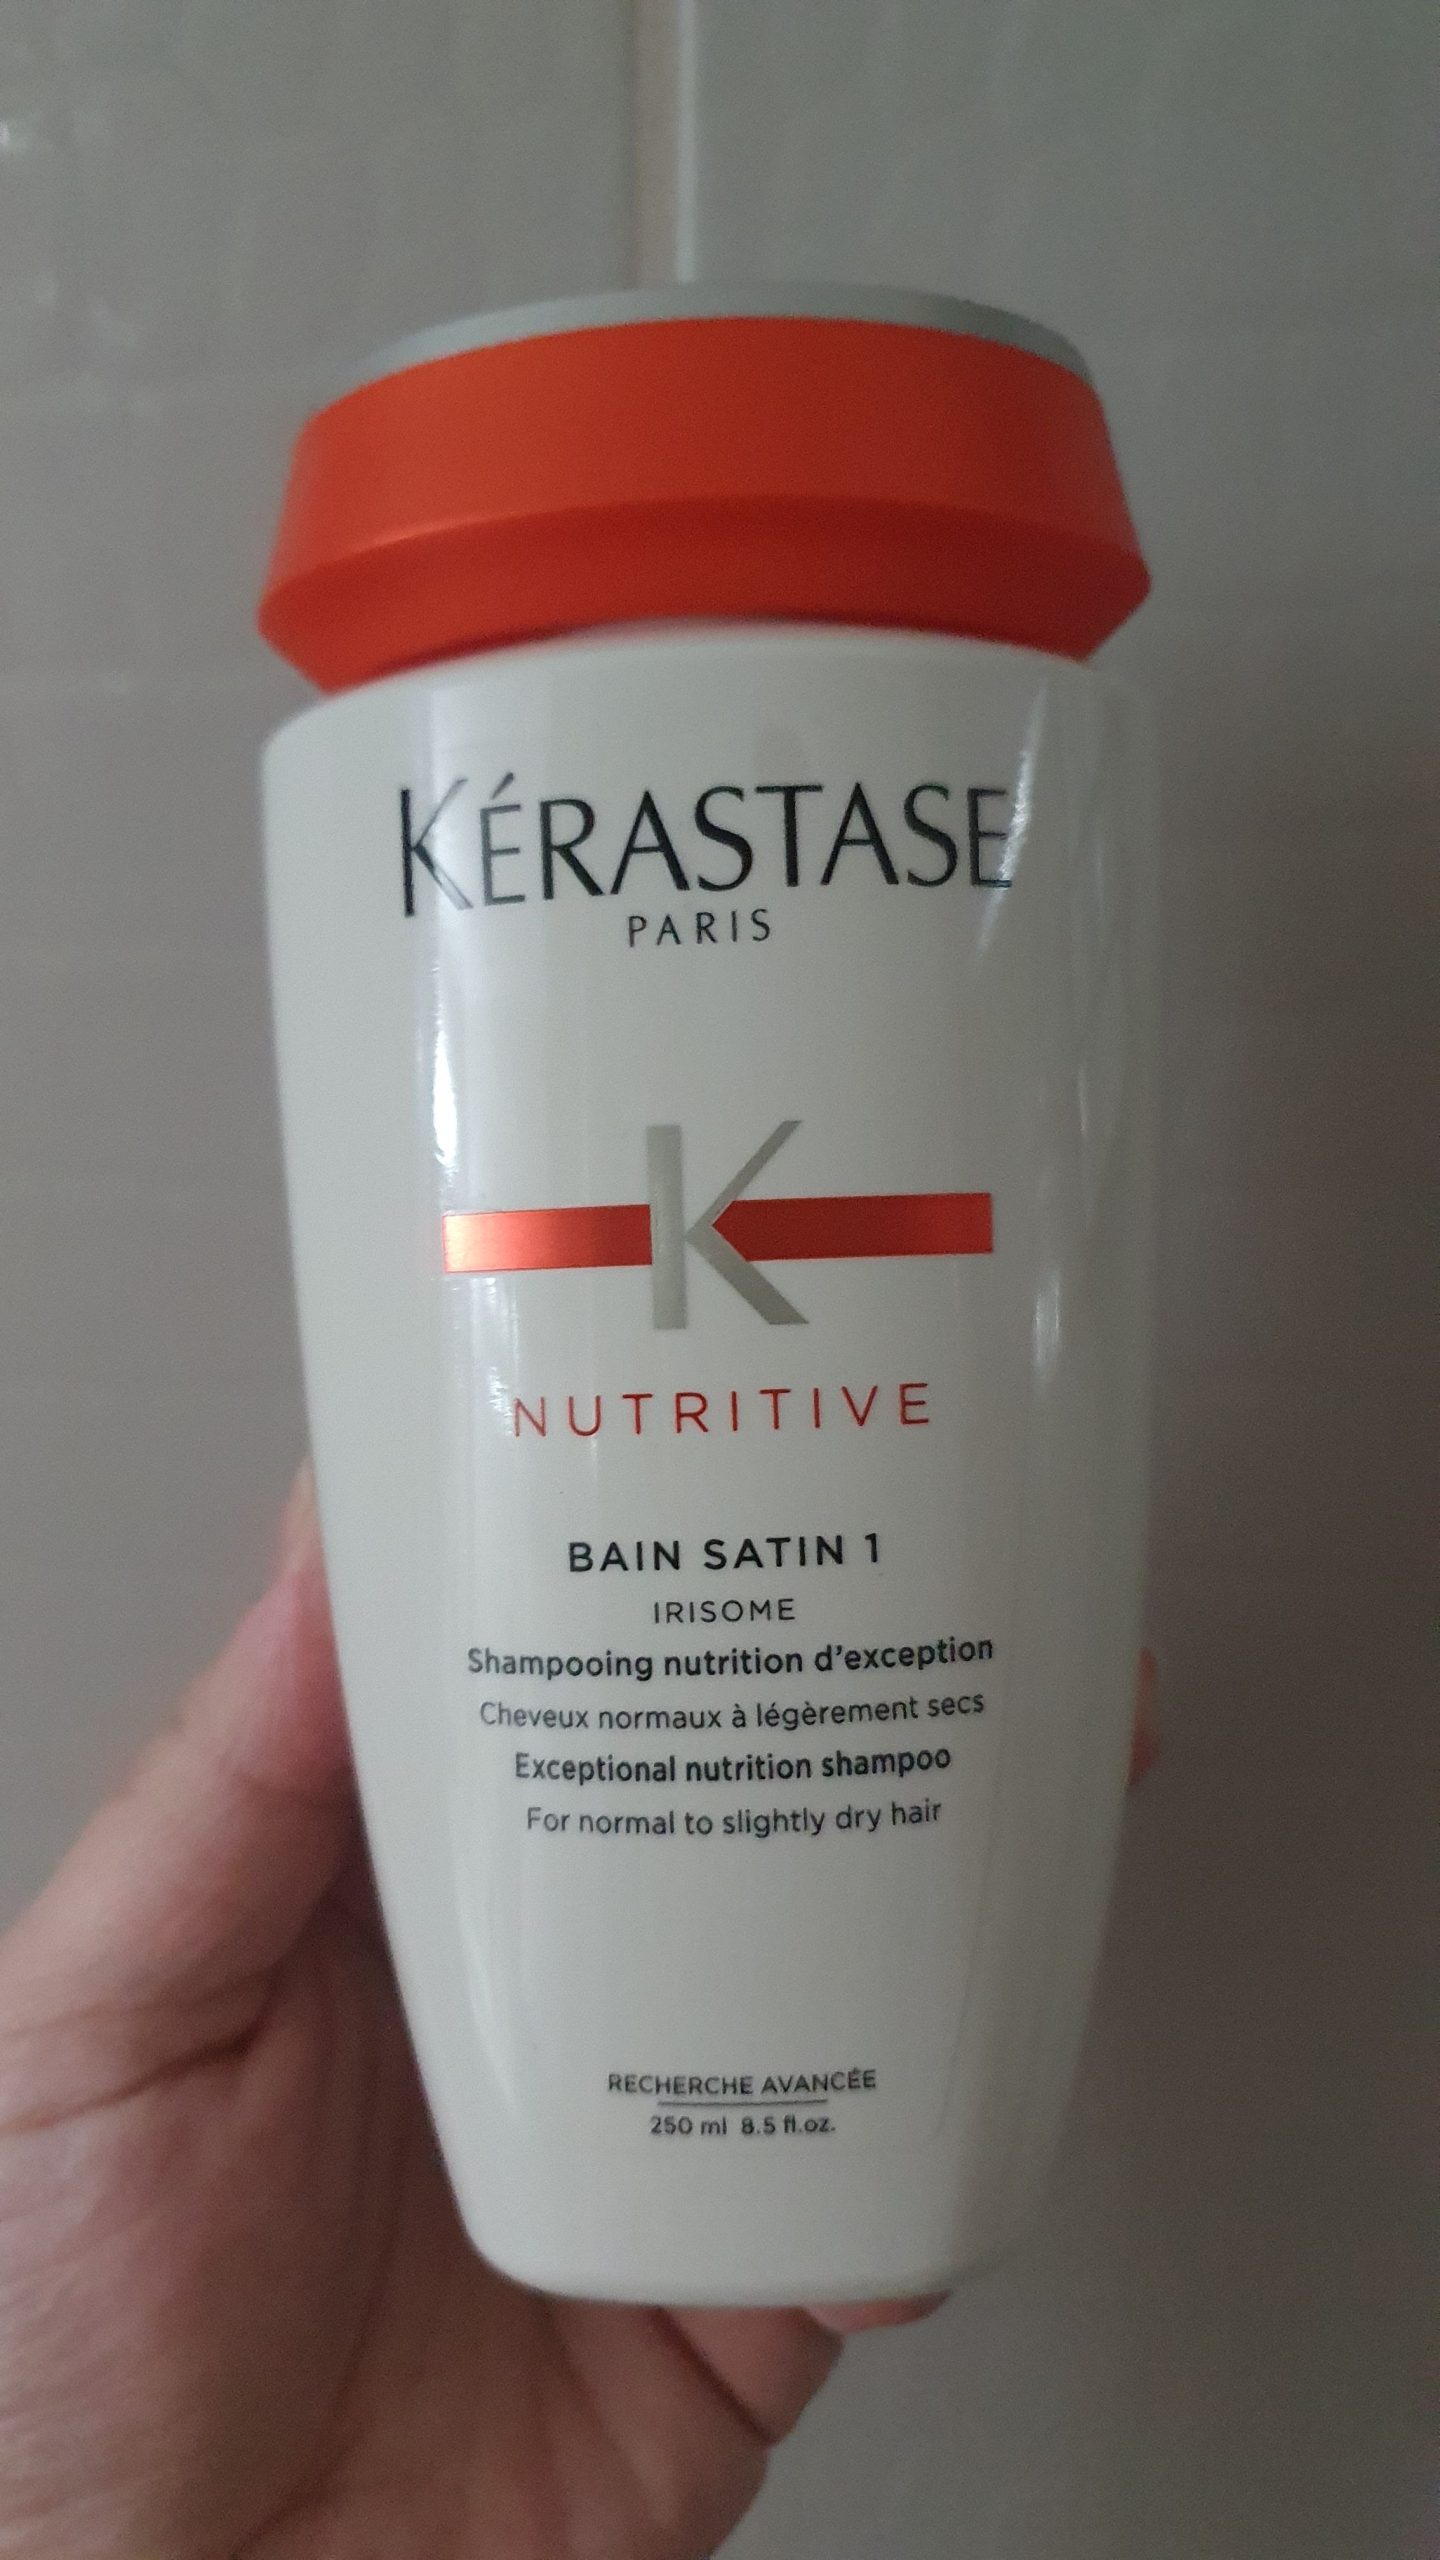 KÉRASTASE
PARIS
K
NUTRITIVE
BAIN SATIN 1
IRISOME
Shampooing nutrition d'exception
Cheveux normaux à légèrement secs
Exceptional nutrition shampoo
For normal to slightly dry hair
RECHERCHE AVANCÉE
250 ml 8.5 fl.oz.